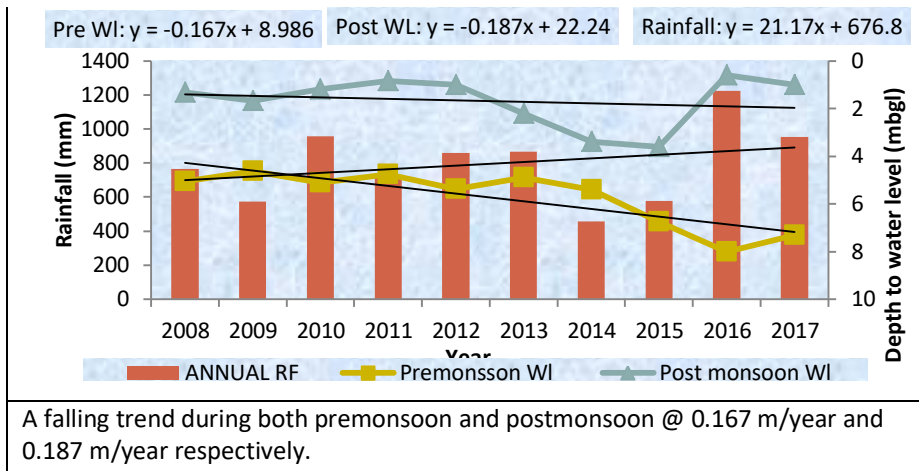 Pre Wl: y = -0.167x + 8.986
Post WL: y = -0.187x + 22.24
Rainfall: y = 21.17x + 676.8
Rainfall (mm)
1400
1200
1000
800
600
400
200
0
0
2
4
6
8
10
Depth to water level (mbgl)
2008 2009 2010 2011 2012 2013 2014 2015 2016 2017
Year
ANNUAL RF Premonsson Wl Post monsoon Wl
A falling trend during both premonsoon and postmonsoon @ 0.167 m/year and
0.187 m/year respectively.